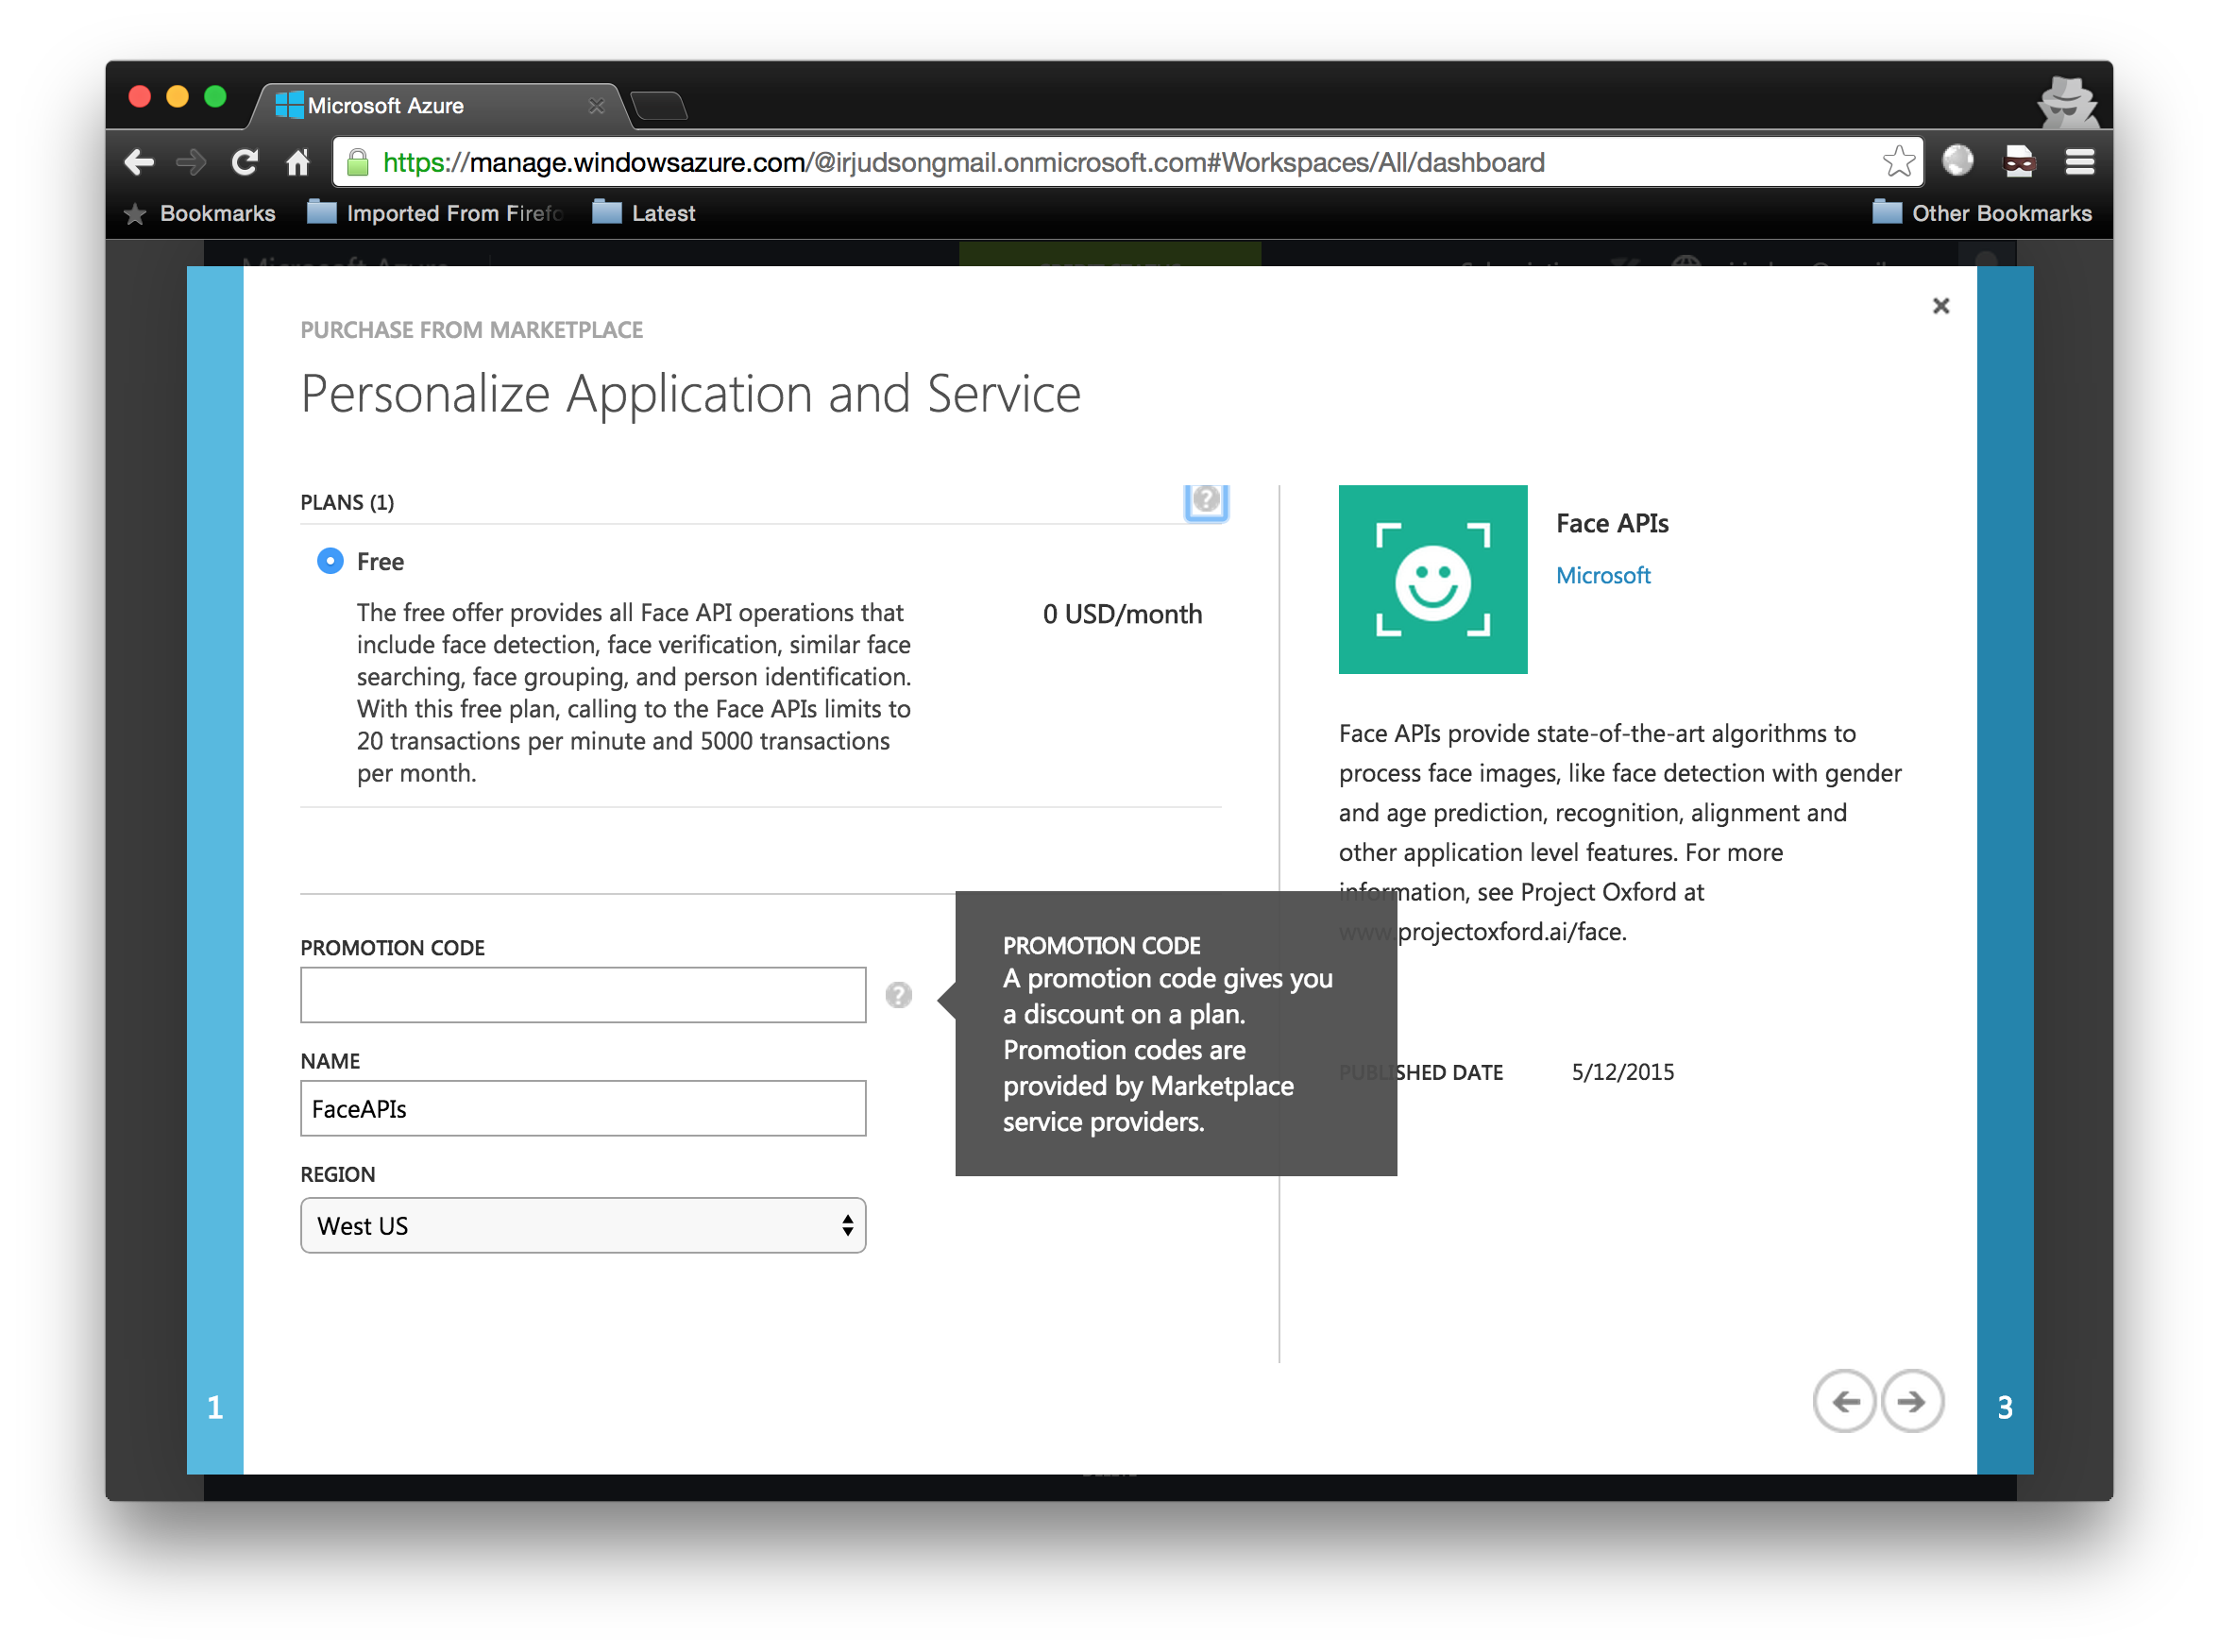 Microsoft Azure
https://manage.windowsazure.com/@irjudsongmail.onmicrosoft.com#Workspaces/All/dashboard
Bookmarks
Imported From Firefo
Latest
Other Bookmarks
Microsoft Azure
PURCHASE FROM MARKETPLACE
Personalize Application and Service
PLANS (1)
?
Free
The free offer provides all Face API operations that
include face detection, face verification, similar face
searching, face grouping, and person identification.
With this free plan, calling to the Face APIs limits to
20 transactions per minute and 5000 transactions
per month.
0 USD/month
PROMOTION CODE
?
PROMOTION CODE
A promotion code gives you
a discount on a plan.
Promotion codes are
provided by Marketplace
service providers.
NAME
FaceAPIs
REGION
West US
Face APIs
Microsoft
Face APIs provide state-of-the-art algorithms to
process face images, like face detection with gender
and age prediction, recognition, alignment and
other application level features. For more
information, see Project Oxford at
www.projectoxford.ai/face.
PUBLISHED DATE
5/12/2015
1
3